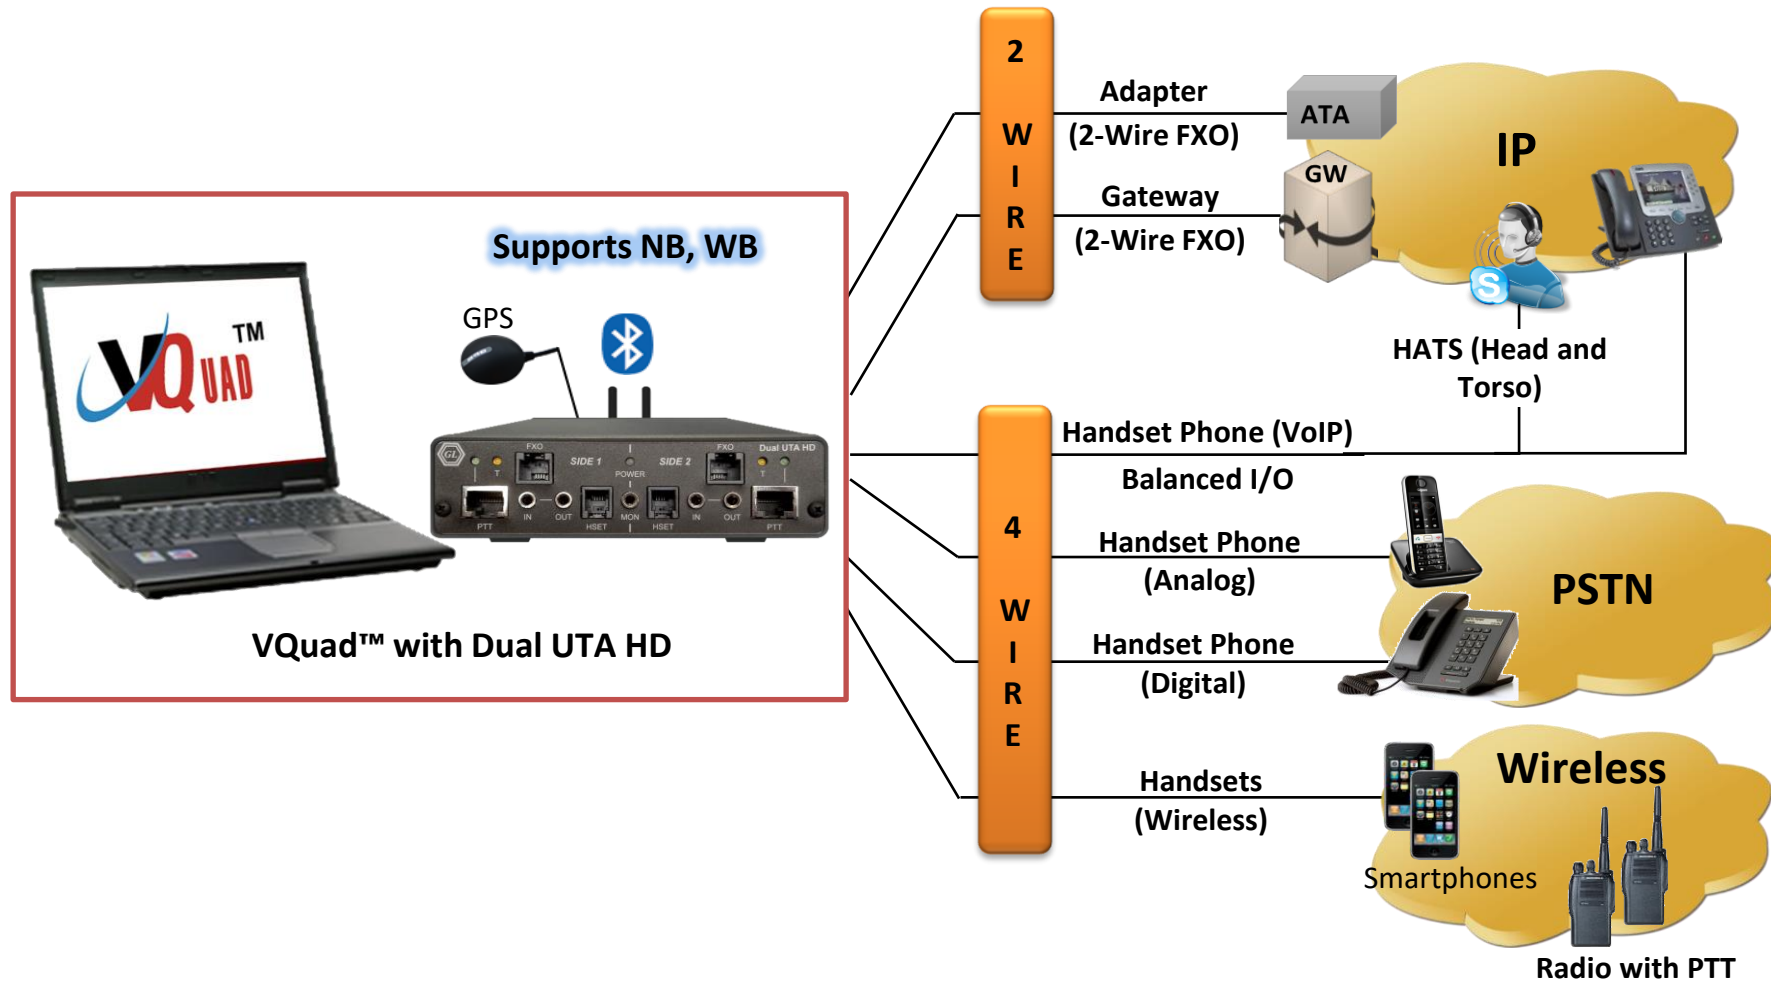 Supports NB, WB
GPS
VQUAD™
GL
FXO
SIDE 1
POWER
SIDE 2
FXO
Dual UTA HD
T
T
PTT
IN
OUT
HSET
MON
HSET
IN
OUT
PTT
VQuad™ with Dual UTA HD
2
W
I
R
E
Adapter
(2-Wire FXO)
Gateway
(2-Wire FXO)
ATA
GW
IP
S
HATS (Head and
Torso)
4
W
I
R
E
Handset Phone (VoIP)
Balanced I/O
Handset Phone
(Analog)
Handset Phone
(Digital)
PSTN
Handsets
(Wireless)
Wireless
Smartphones
Radio with PTT